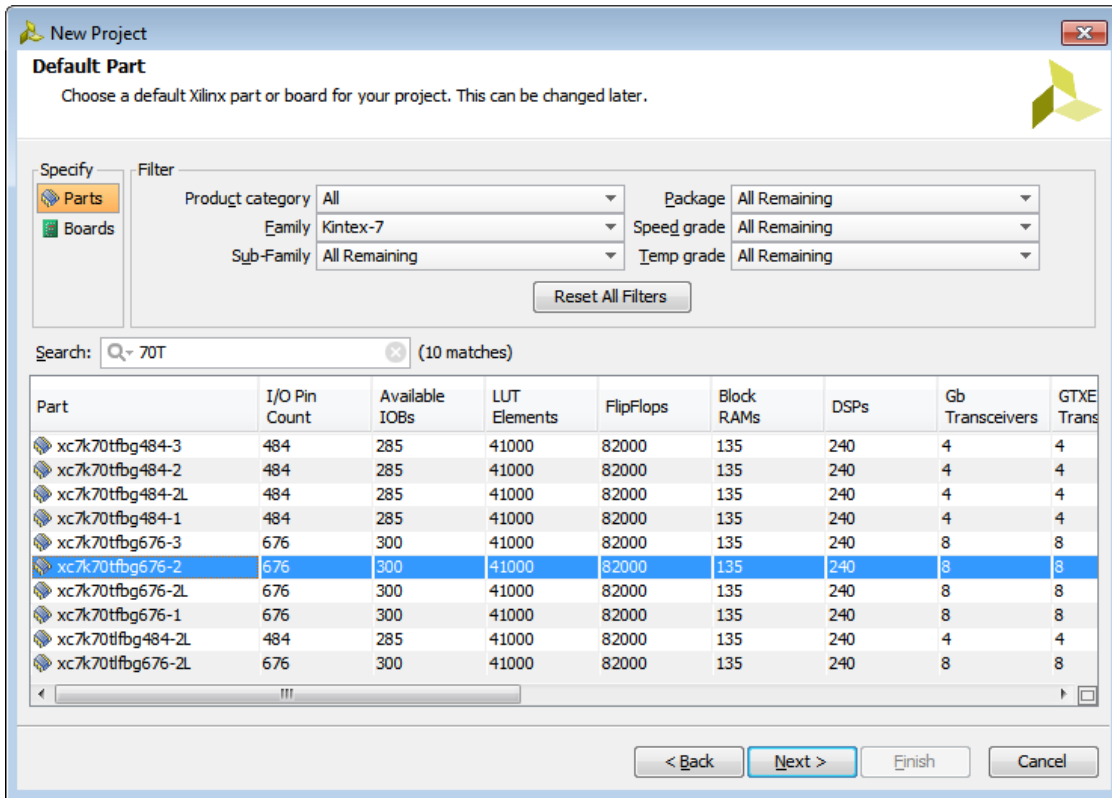 New Project
Default Part
Choose a default Xilinx part or board for your project. This can be changed later.
Specify
Parts
Boards
Filter
Product category All
Family Kintex-7
Sub-Family All Remaining
Package All Remaining
Speed grade All Remaining
Temp grade All Remaining
Reset All Filters
Search: 70T (10 matches)
Part I/O Pin Count Available IOBs LUT Elements FlipFlops Block RAMs DSPs Gb Transceivers GTXE Trans
xc7k70tfbg484-3 484 285 41000 82000 135 240 4 4
xc7k70tfbg484-2 484 285 41000 82000 135 240 4 4
xc7k70tfbg484-2L 484 285 41000 82000 135 240 4 4
xc7k70tfbg484-1 484 285 41000 82000 135 240 4 4
xc7k70tfbg676-3 676 300 41000 82000 135 240 8 8
xc7k70tfbg676-2 676 300 41000 82000 135 240 8 8
xc7k70tfbg676-2L 676 300 41000 82000 135 240 8 8
xc7k70tfbg676-1 676 300 41000 82000 135 240 8 8
xc7k70tlfbg484-2L 484 285 41000 82000 135 240 4 4
xc7k70tlfbg676-2L 676 300 41000 82000 135 240 8 8
< Back Next > Finish Cancel